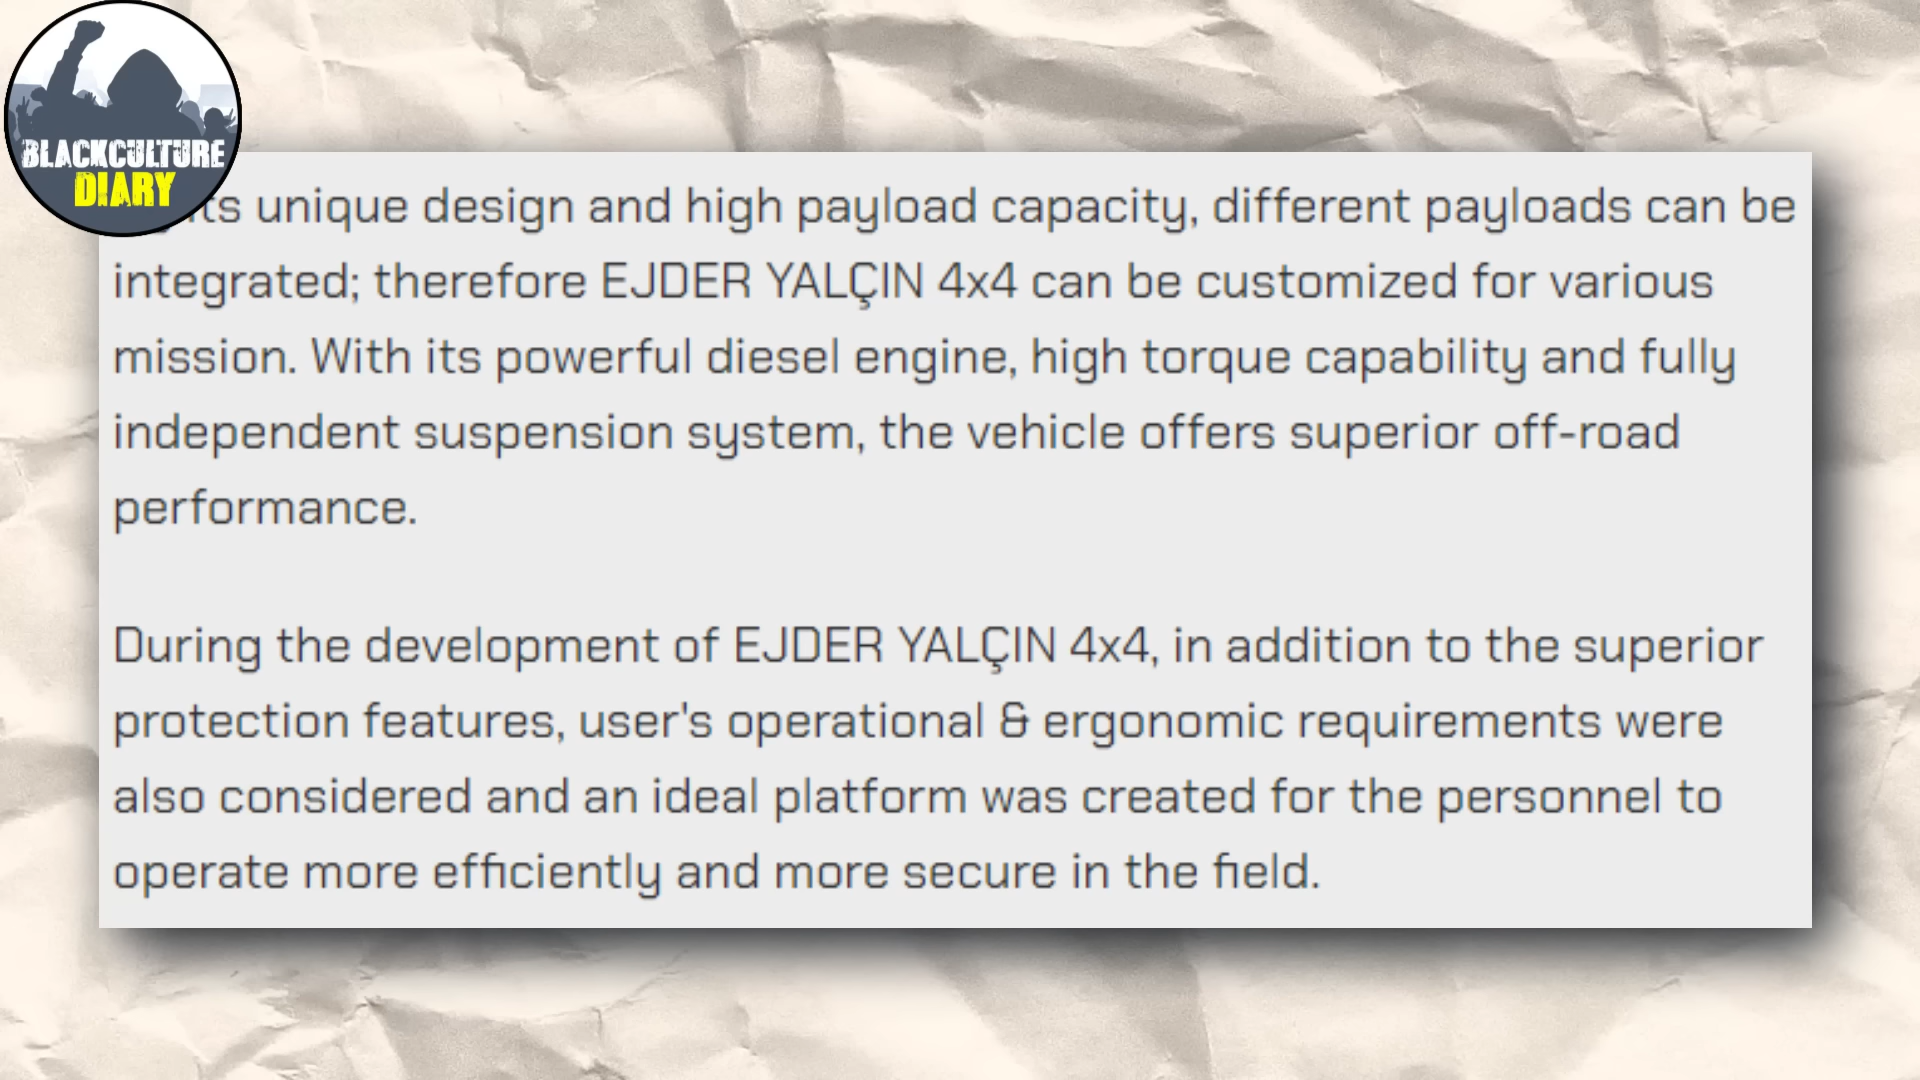 BLACKCULTURE
DIARY
its unique design and high payload capacity, different payloads can be
integrated; therefore EJDER YALÇIN 4x4 can be customized for various
mission. With its powerful diesel engine, high torque capability and fully
independent suspension system, the vehicle offers superior off-road
performance.
During the development of EJDER YALÇIN 4x4, in addition to the superior
protection features, user's operational & ergonomic requirements were
also considered and an ideal platform was created for the personnel to
operate more efficiently and more secure in the field.